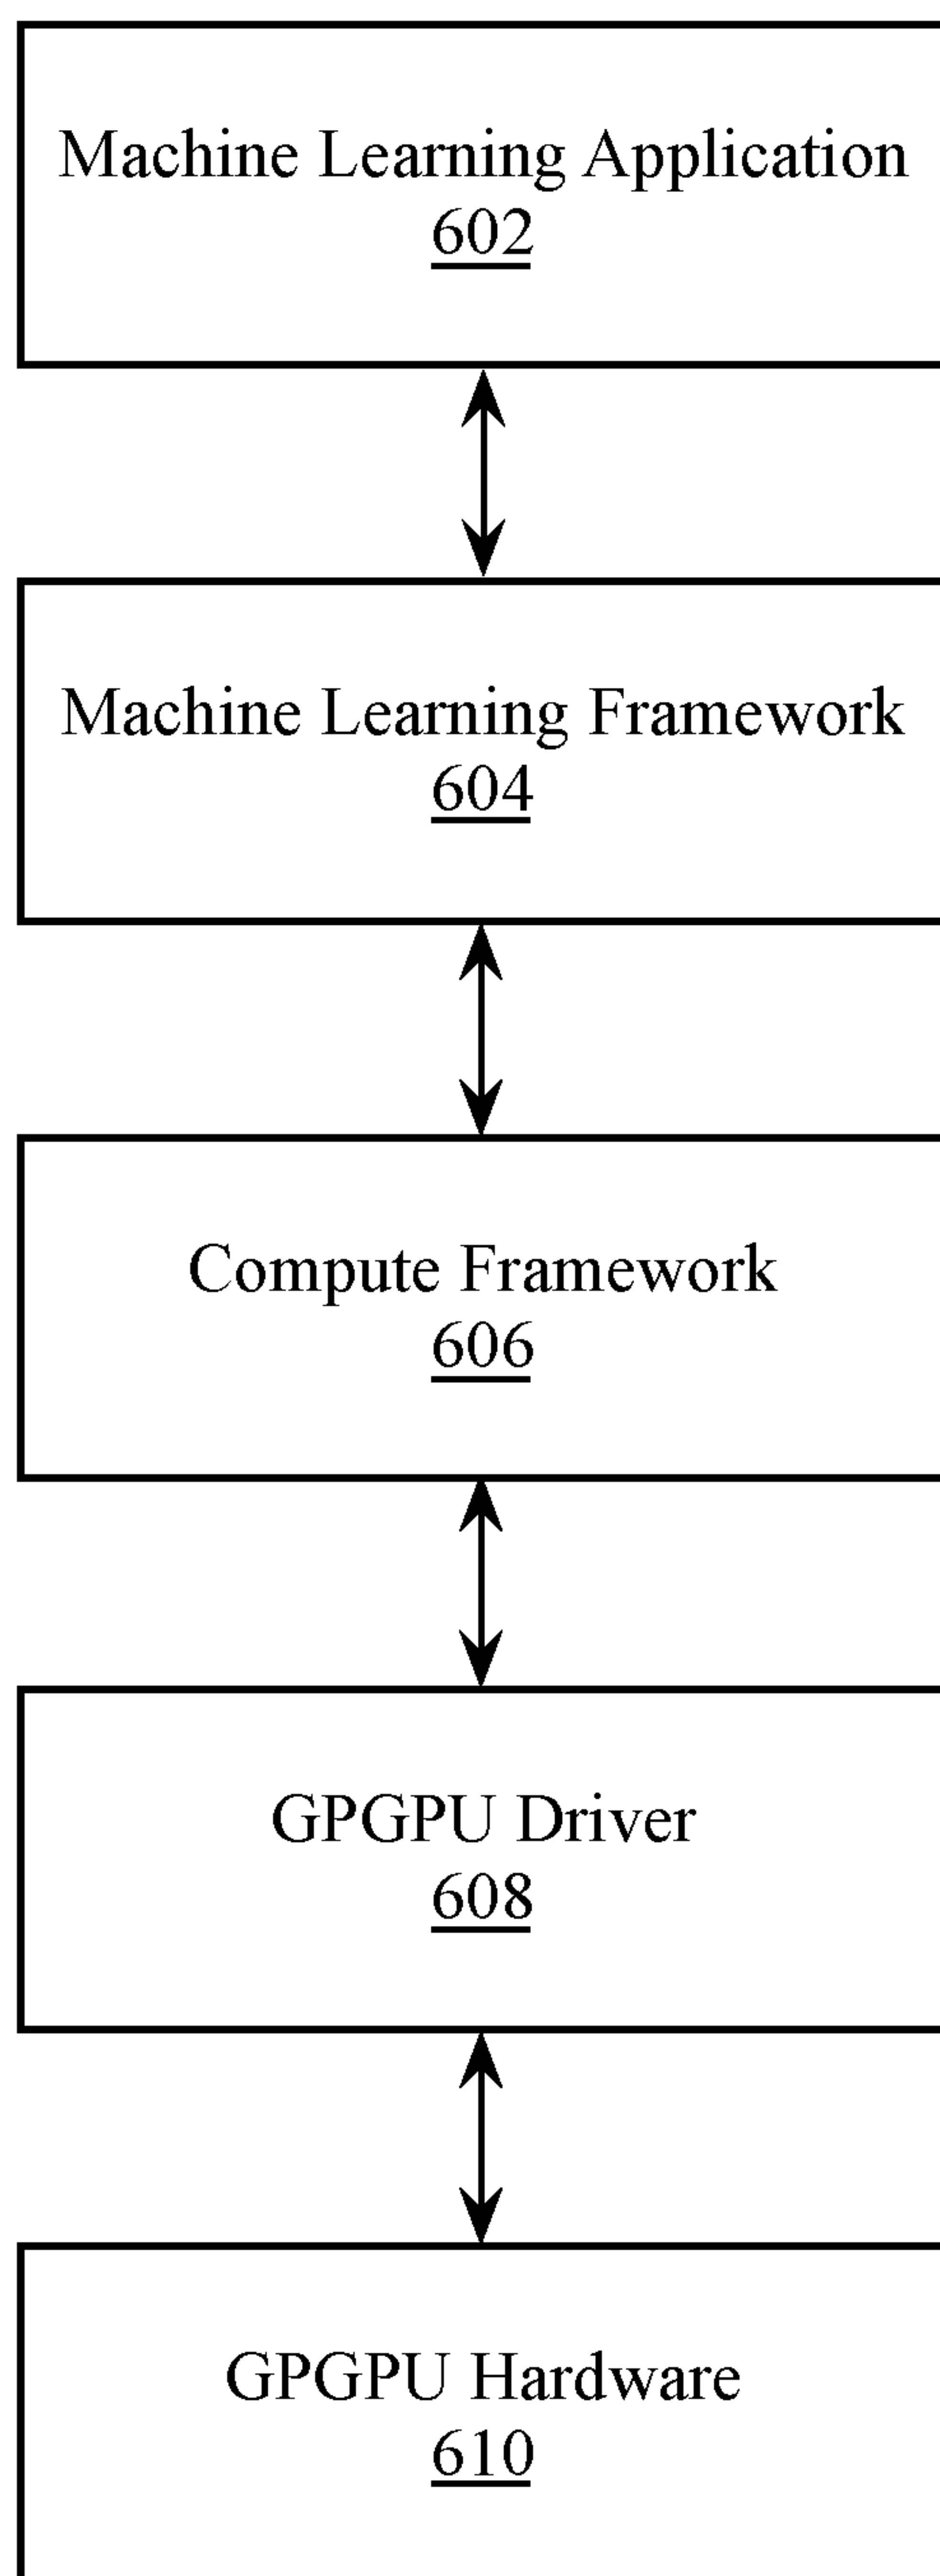 Machine Learning Application
602
Machine Learning Framework
604
Compute Framework
606
GPGPU Driver
608
GPGPU Hardware
610